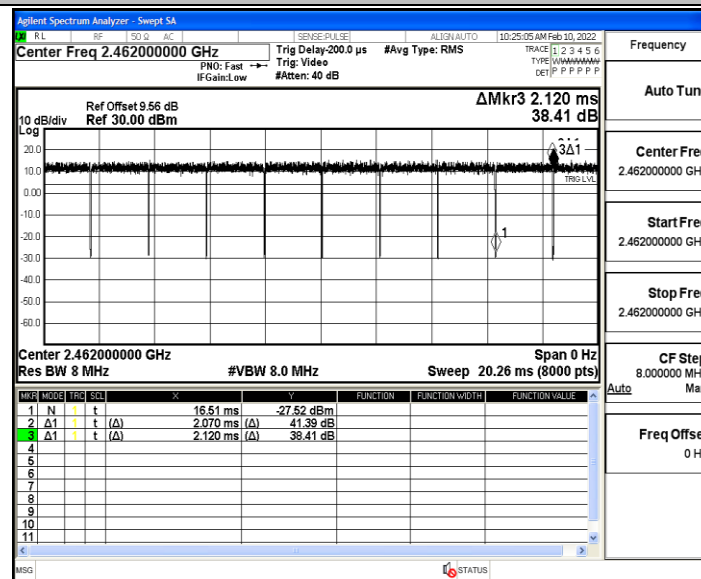 Agilent Spectrum Analyzer - Swept SA
RL RF 50 Ω AC SENSE:PULSE ALIGN AUTO 10:25:05 AM Feb 10, 2022
Center Freq 2.462000000 GHz
PNO: Fast
IFGain:Low
Trig Delay-200.0 µs
Trig: Video
#Atten: 40 dB
#Avg Type: RMS
TRACE 1 2 3 4 5 6
TYPE WWWWWW
DET P P P P P P
Ref Offset 9.56 dB
10 dB/div Ref 30.00 dBm
Log
ΔMkr3 2.120 ms
38.41 dB
20.0
10.0
0.00
-10.0
-20.0
-30.0
-40.0
-50.0
-60.0
3Δ1
TRIG LVL
1
Center 2.462000000 GHz Span 0 Hz
Res BW 8 MHz #VBW 8.0 MHz Sweep 20.26 ms (8000 pts)
MKR MODE TRC SCL X Y FUNCTION FUNCTION WIDTH FUNCTION VALUE
1 N 1 t 16.51 ms -27.52 dBm
2 Δ1 1 t (Δ) 2.070 ms (Δ) 41.39 dB
3 Δ1 1 t (Δ) 2.120 ms (Δ) 38.41 dB
4
5
6
7
8
9
10
11
MSG STATUS
Frequency
Auto Tun
Center Fre
2.462000000 GH
Start Fre
2.462000000 GH
Stop Fre
2.462000000 GH
CF Step
8.000000 MH
Auto Ma
Freq Offse
0 H